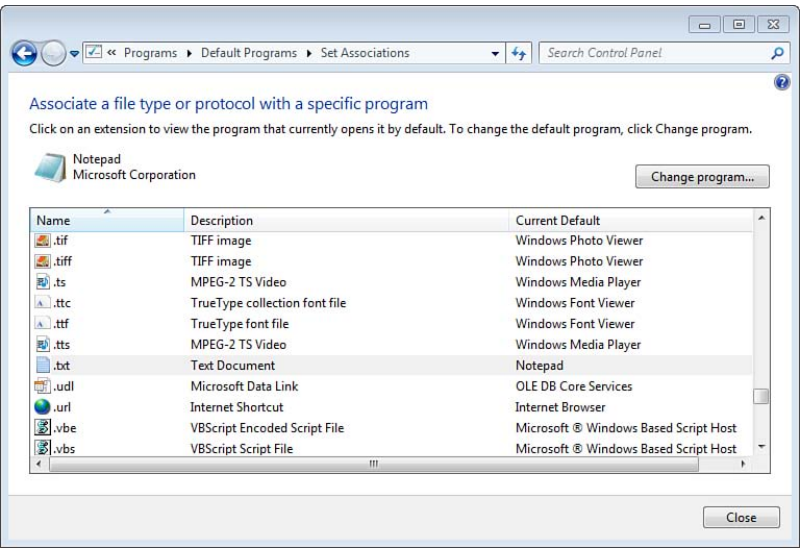 « Programs ▸ Default Programs ▸ Set Associations
Search Control Panel
Associate a file type or protocol with a specific program
Click on an extension to view the program that currently opens it by default. To change the default program, click Change program.
Notepad
Microsoft Corporation
Change program...
Name Description Current Default
.tif TIFF image Windows Photo Viewer
.tiff TIFF image Windows Photo Viewer
.ts MPEG-2 TS Video Windows Media Player
.ttc TrueType collection font file Windows Font Viewer
.ttf TrueType font file Windows Font Viewer
.tts MPEG-2 TS Video Windows Media Player
.txt Text Document Notepad
.udl Microsoft Data Link OLE DB Core Services
.url Internet Shortcut Internet Browser
.vbe VBScript Encoded Script File Microsoft ® Windows Based Script Host
.vbs VBScript Script File Microsoft ® Windows Based Script Host
Close